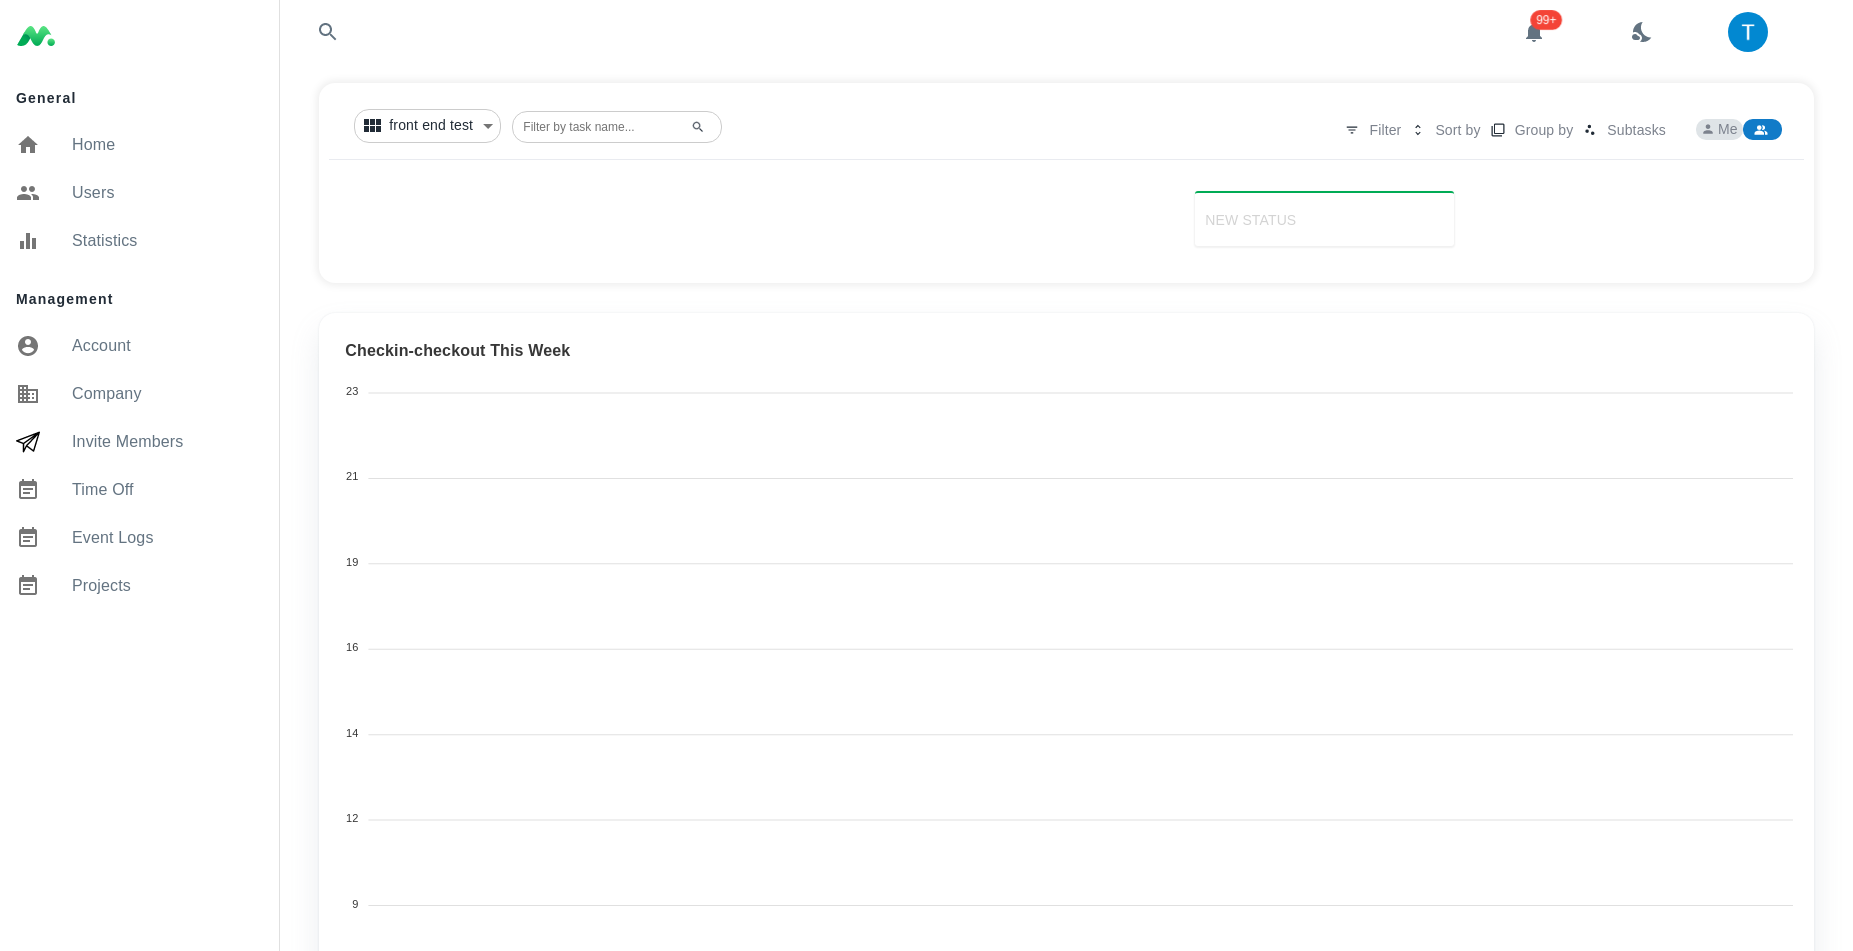 99+
T
General
Home
Users
Statistics
Management
Account
Company
Invite Members
Time Off
Event Logs
Projects
front end test
Filter by task name...
Filter
Sort by
Group by
Subtasks
Me
NEW STATUS
Checkin-checkout This Week
23
21
19
16
14
12
9